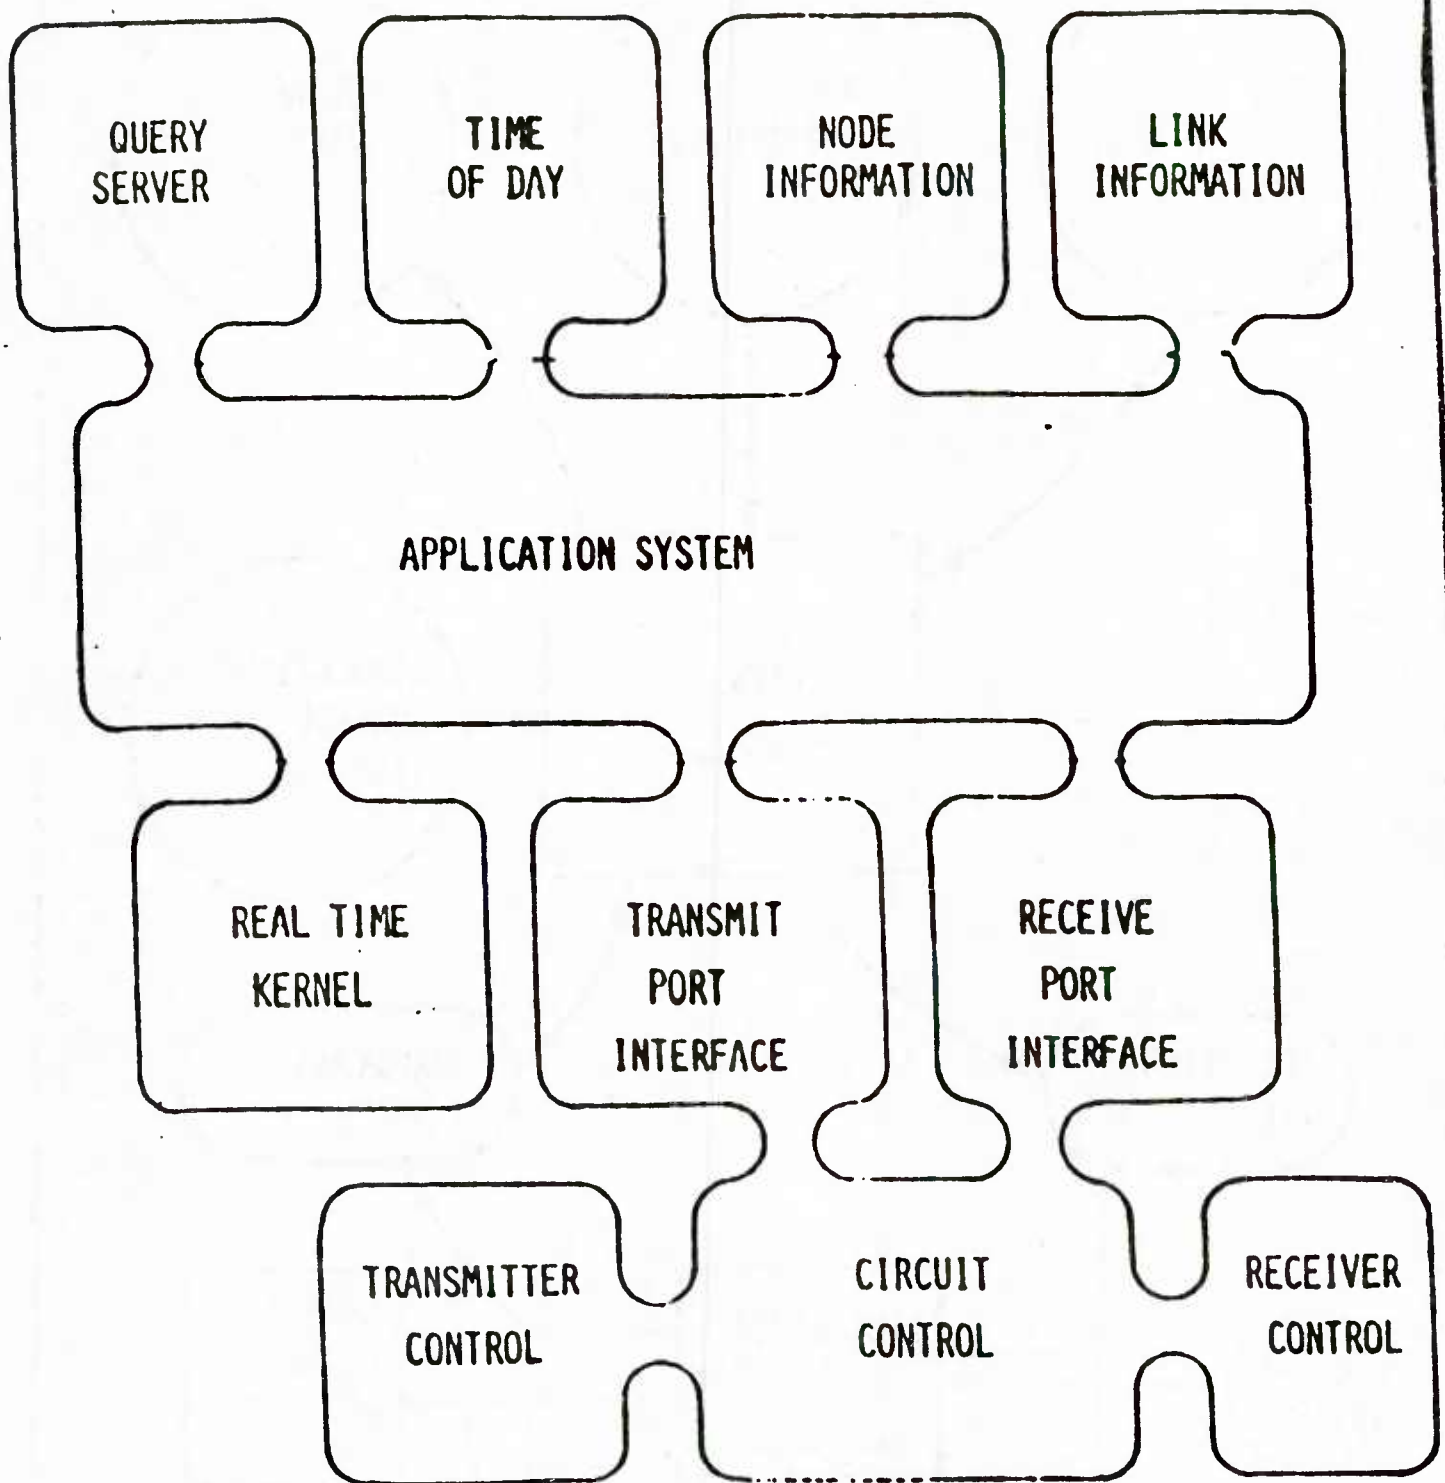 QUERY
SERVER
TIME
OF DAY
NODE
INFORMATION
LINK
INFORMATION
APPLICATION SYSTEM
REAL TIME
KERNEL
TRANSMIT
PORT
INTERFACE
RECEIVE
PORT
INTERFACE
TRANSMITTER
CONTROL
CIRCUIT
CONTROL
RECEIVER
CONTROL